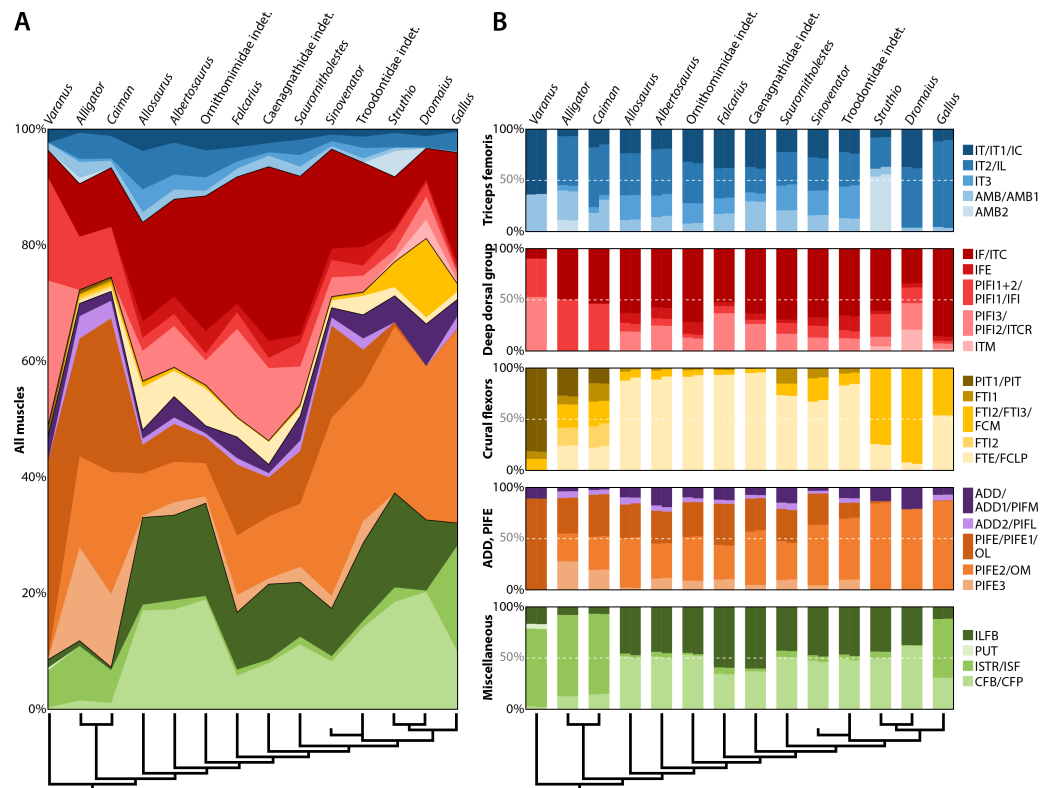 A
B
Varanus
Alligator
Caiman
Allosaurus
Albertosaurus
Ornithomimidae indet.
Falcarius
Caenagnathidae indet.
Saurornitholestes
Sinovenator
Troodontidae indet.
Struthio
Dromaius
Gallus
Varanus
Alligator
Caiman
Allosaurus
Albertosaurus
Ornithomimidae indet.
Falcarius
Caenagnathidae indet.
Saurornitholestes
Sinovenator
Troodontidae indet.
Struthio
Dromaius
Gallus
All muscles
100%
80%
60%
40%
20%
0%
Triceps femoris
100%
50%
0%
IT/IT1/IC
IT2/IL
IT3
AMB/AMB1
AMB2
Deep dorsal group
100%
50%
0%
IF/ITC
IFE
PIFI1+2/
PIFI1/IFI
PIFI3/
PIFI2/ITCR
ITM
Crural flexors
100%
50%
0%
PIT1/PIT
FTI1
FTI2/FTI3/
FCM
FTI2
FTE/FCLP
ADD, PIFE
100%
50%
0%
ADD/
ADD1/PIFM
ADD2/PIFL
PIFE/PIFE1/
OL
PIFE2/OM
PIFE3
Miscellaneous
100%
50%
0%
ILFB
PUT
ISTR/ISF
CFB/CFP